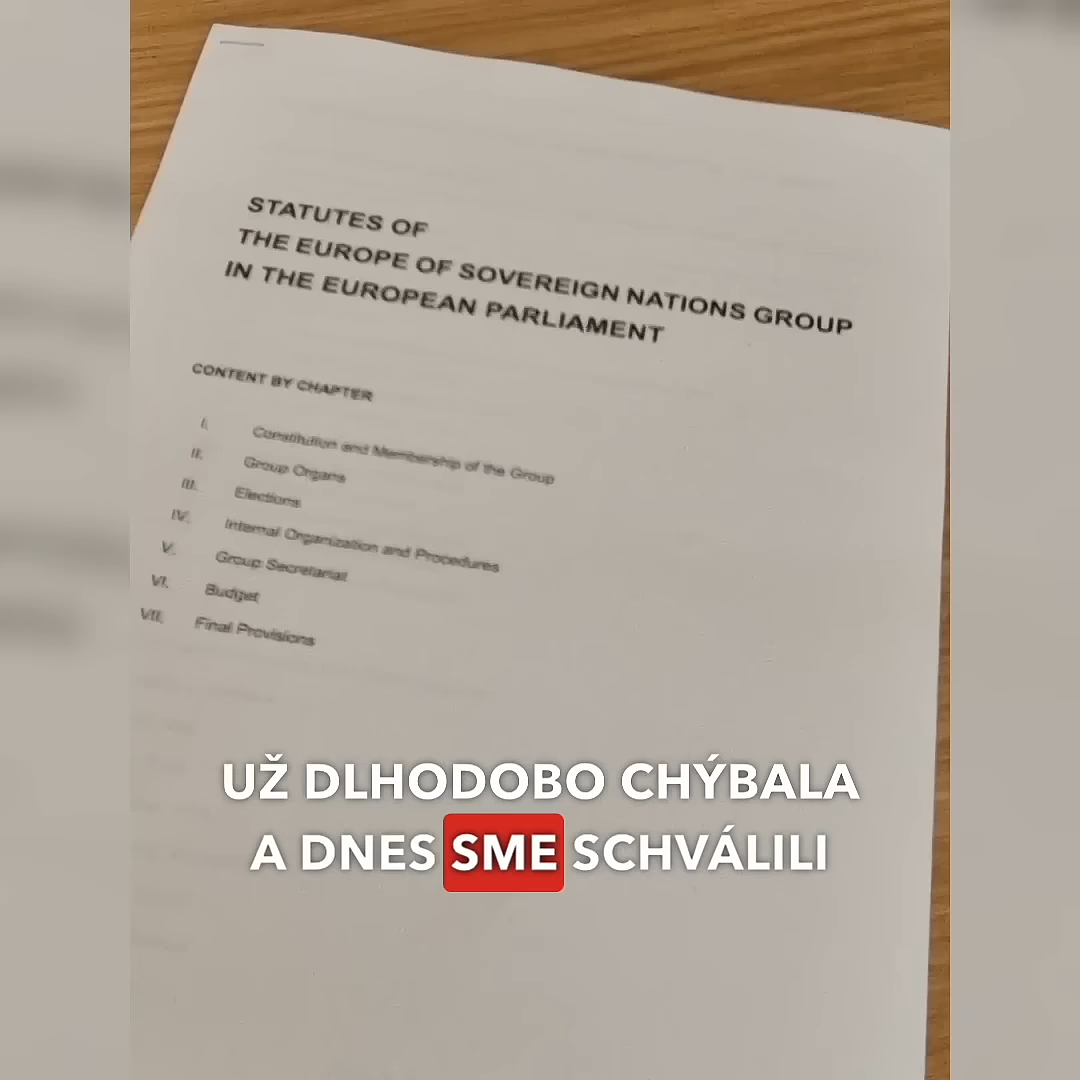 STATUTES OF
THE EUROPE OF SOVEREIGN NATIONS GROUP
IN THE EUROPEAN PARLIAMENT
CONTENT BY CHAPTER
I. Constitution and Membership of the Group
II. Group Organs
III. Elections
IV. Internal Organization and Procedures
V. Group Secretariat
VI. Budget
VII. Final Provisions
UŽ DLHODOBO CHÝBALA
A DNES SME SCHVÁLILI